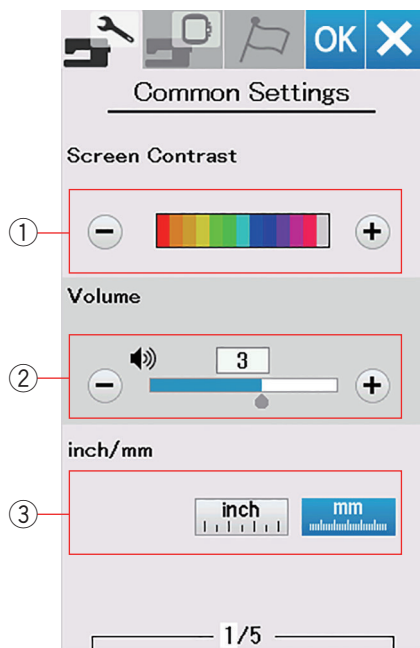 OK
Common Settings
Screen Contrast
①
− +
Volume
②
3
− +
inch/mm
③
inch mm
1/5